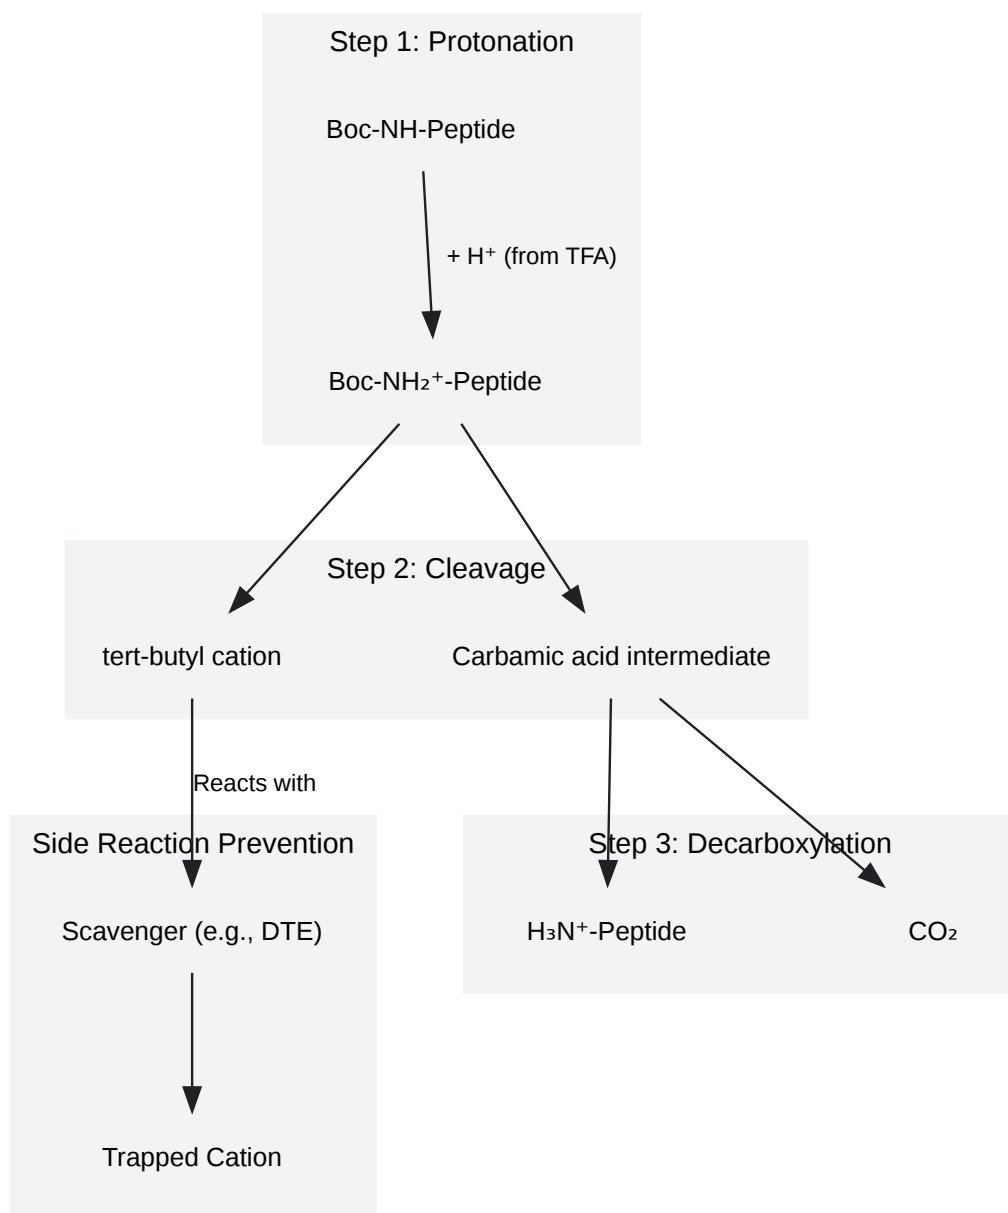 Step 1: Protonation
Boc-NH-Peptide
+ H⁺ (from TFA)
Boc-NH₂⁺-Peptide
Step 2: Cleavage
tert-butyl cation
Carbamic acid intermediate
Reacts with
Side Reaction Prevention
Step 3: Decarboxylation
Scavenger (e.g., DTE)
H₃N⁺-Peptide
CO₂
Trapped Cation